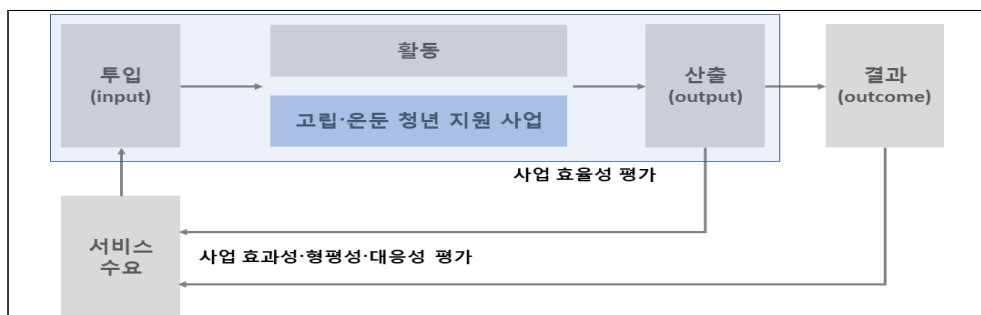 투입
(input)
활동
고립·은둔 청년 지원 사업
산출
(output)
결과
(outcome)
사업 효율성 평가
서비스
수요
사업 효과성·형평성·대응성 평가